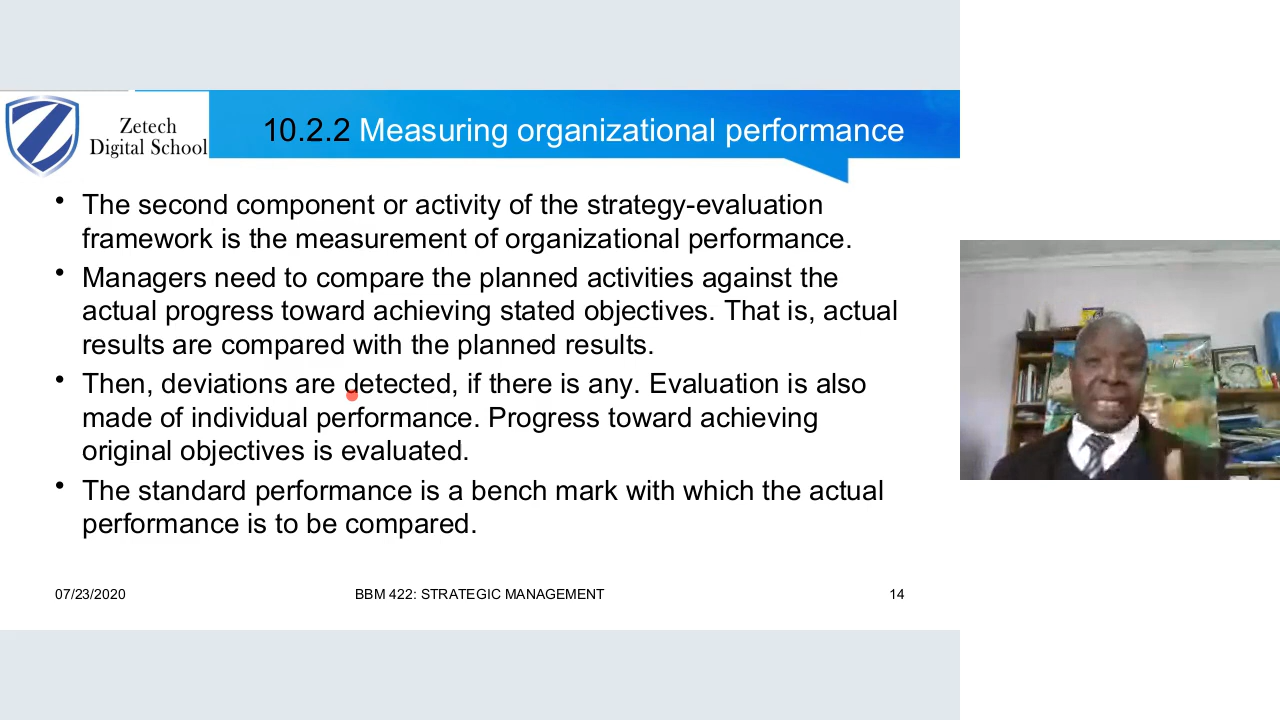 Zetech
Digital School
10.2.2 Measuring organizational performance
• The second component or activity of the strategy-evaluation
framework is the measurement of organizational performance.
• Managers need to compare the planned activities against the
actual progress toward achieving stated objectives. That is, actual
results are compared with the planned results.
• Then, deviations are detected, if there is any. Evaluation is also
made of individual performance. Progress toward achieving
original objectives is evaluated.
• The standard performance is a bench mark with which the actual
performance is to be compared.
07/23/2020
BBM 422: STRATEGIC MANAGEMENT
14